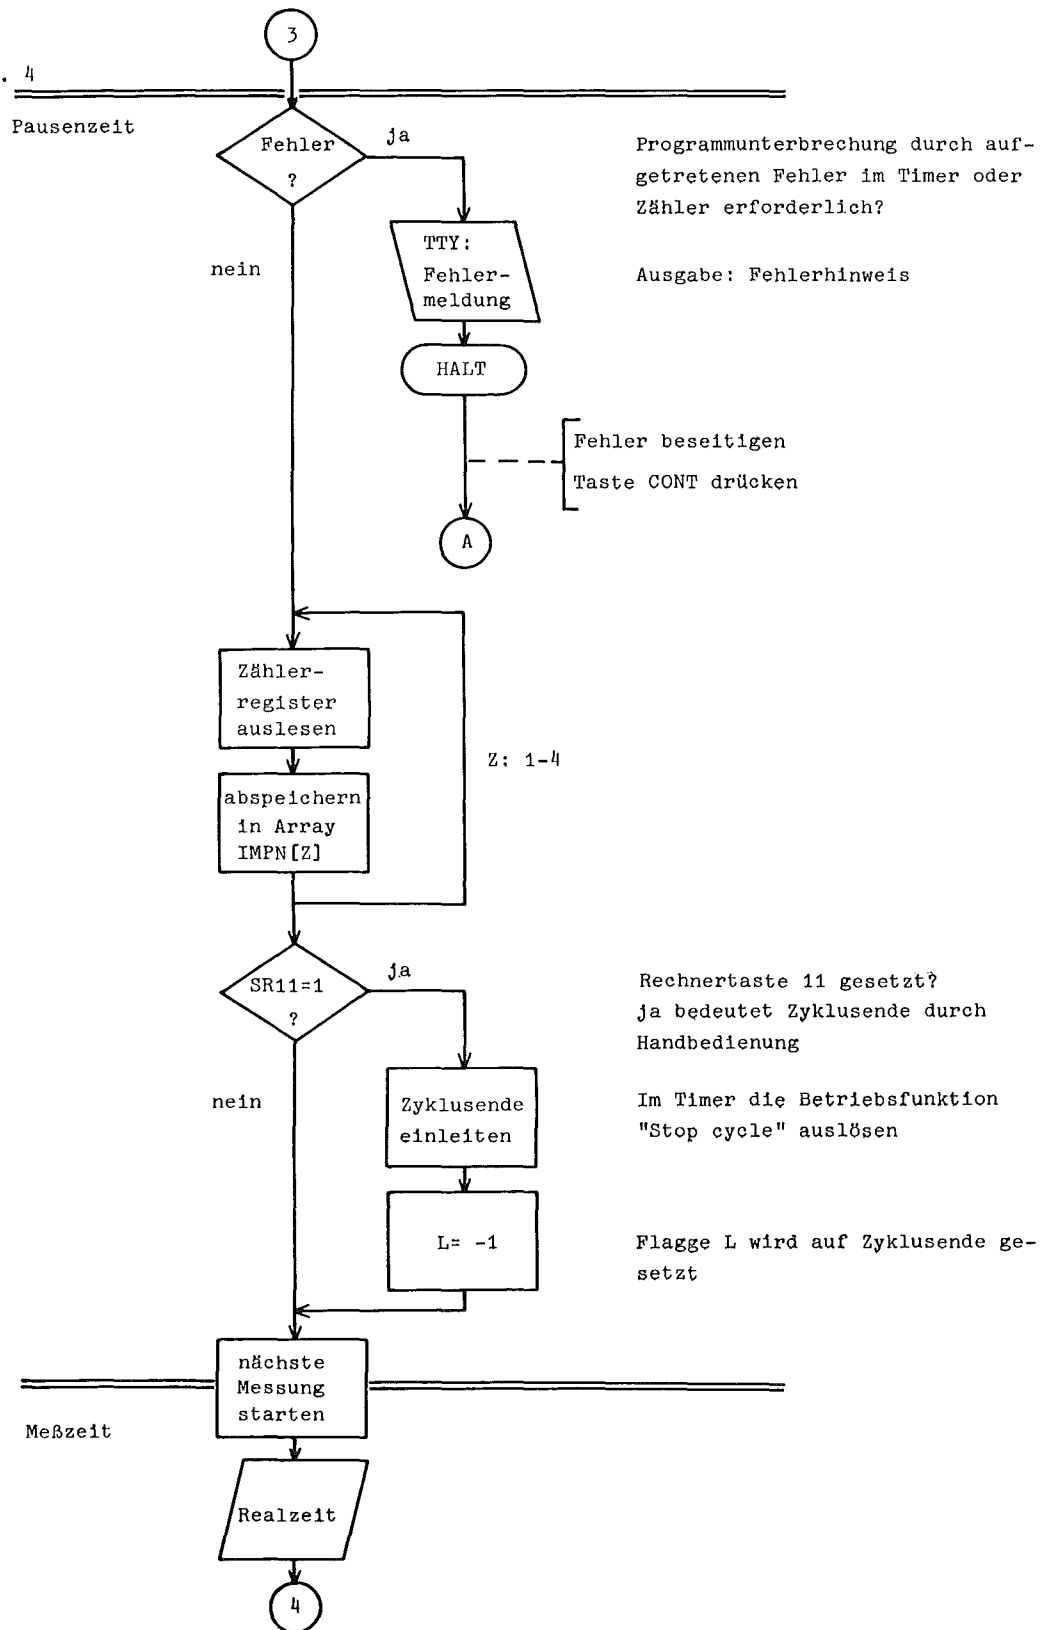 3
. 4
Pausenzeit
Fehler
?
ja
Programmunterbrechung durch auf-
getretenen Fehler im Timer oder
Zähler erforderlich?
nein
TTY:
Fehler-
meldung
Ausgabe: Fehlerhinweis
HALT
Fehler beseitigen
Taste CONT drücken
A
Zähler-
register
auslesen
Z: 1-4
abspeichern
in Array
IMPN[Z]
SR11=1
?
ja
Rechnertaste 11 gesetzt?
ja bedeutet Zyklusende durch
Handbedienung
nein
Zyklusende
einleiten
Im Timer die Betriebsfunktion
"Stop cycle" auslösen
L= -1
Flagge L wird auf Zyklusende ge-
setzt
nächste
Messung
starten
Meßzeit
Realzeit
4